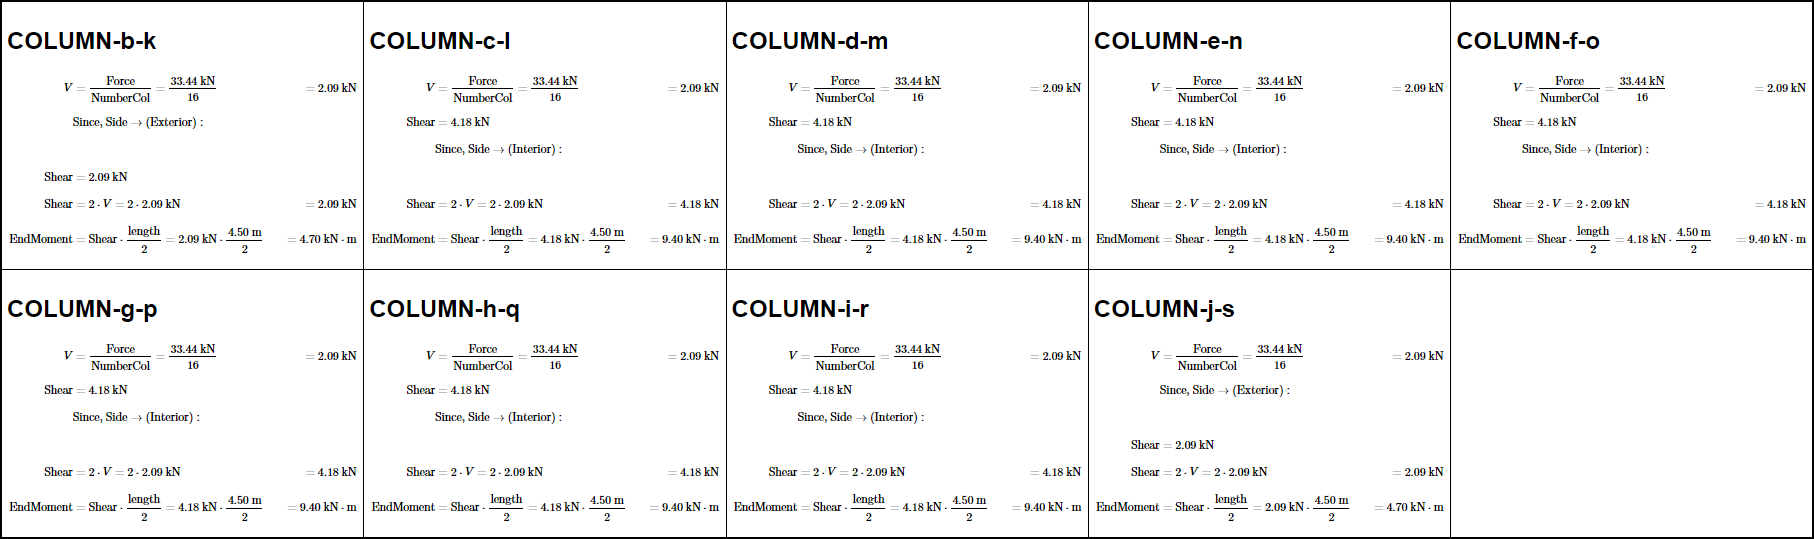 COLUMN-b-k
V = Force/NumberCol = 33.44 kN/16 = 2.09 kN
Since, Side → (Exterior) :
Shear = 2.09 kN
Shear = 2 · V = 2 · 2.09 kN = 2.09 kN
EndMoment = Shear · length/2 = 2.09 kN · 4.50 m/2 = 4.70 kN · m
COLUMN-c-l
V = Force/NumberCol = 33.44 kN/16 = 2.09 kN
Shear = 4.18 kN
Since, Side → (Interior) :
Shear = 2 · V = 2 · 2.09 kN = 4.18 kN
EndMoment = Shear · length/2 = 4.18 kN · 4.50 m/2 = 9.40 kN · m
COLUMN-d-m
V = Force/NumberCol = 33.44 kN/16 = 2.09 kN
Shear = 4.18 kN
Since, Side → (Interior) :
Shear = 2 · V = 2 · 2.09 kN = 4.18 kN
EndMoment = Shear · length/2 = 4.18 kN · 4.50 m/2 = 9.40 kN · m
COLUMN-e-n
V = Force/NumberCol = 33.44 kN/16 = 2.09 kN
Shear = 4.18 kN
Since, Side → (Interior) :
Shear = 2 · V = 2 · 2.09 kN = 4.18 kN
EndMoment = Shear · length/2 = 4.18 kN · 4.50 m/2 = 9.40 kN · m
COLUMN-f-o
V = Force/NumberCol = 33.44 kN/16 = 2.09 kN
Shear = 4.18 kN
Since, Side → (Interior) :
Shear = 2 · V = 2 · 2.09 kN = 4.18 kN
EndMoment = Shear · length/2 = 4.18 kN · 4.50 m/2 = 9.40 kN · m
COLUMN-g-p
V = Force/NumberCol = 33.44 kN/16 = 2.09 kN
Shear = 4.18 kN
Since, Side → (Interior) :
Shear = 2 · V = 2 · 2.09 kN = 4.18 kN
EndMoment = Shear · length/2 = 4.18 kN · 4.50 m/2 = 9.40 kN · m
COLUMN-h-q
V = Force/NumberCol = 33.44 kN/16 = 2.09 kN
Shear = 4.18 kN
Since, Side → (Interior) :
Shear = 2 · V = 2 · 2.09 kN = 4.18 kN
EndMoment = Shear · length/2 = 4.18 kN · 4.50 m/2 = 9.40 kN · m
COLUMN-i-r
V = Force/NumberCol = 33.44 kN/16 = 2.09 kN
Shear = 4.18 kN
Since, Side → (Interior) :
Shear = 2 · V = 2 · 2.09 kN = 4.18 kN
EndMoment = Shear · length/2 = 4.18 kN · 4.50 m/2 = 9.40 kN · m
COLUMN-j-s
V = Force/NumberCol = 33.44 kN/16 = 2.09 kN
Since, Side → (Exterior) :
Shear = 2.09 kN
Shear = 2 · V = 2 · 2.09 kN = 2.09 kN
EndMoment = Shear · length/2 = 2.09 kN · 4.50 m/2 = 4.70 kN · m